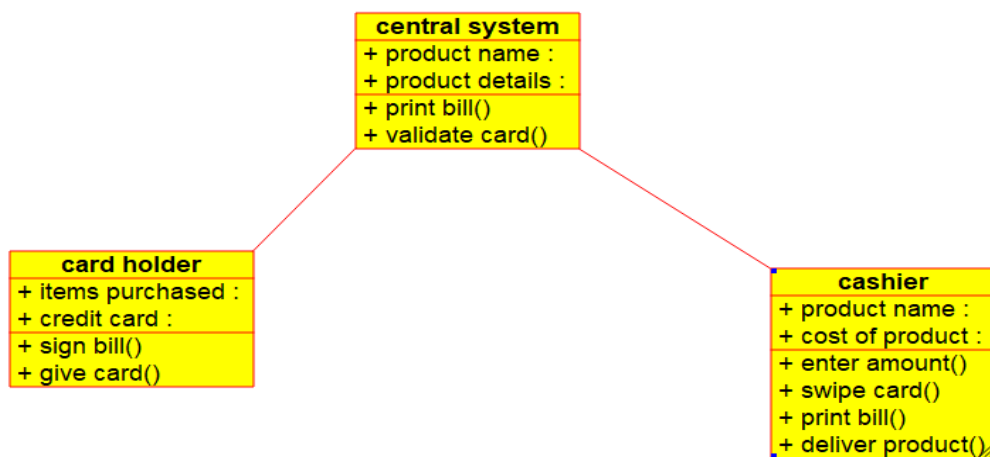 central system
+ product name :
+ product details :
+ print bill()
+ validate card()
card holder
+ items purchased :
+ credit card :
+ sign bill()
+ give card()
cashier
+ product name :
+ cost of product :
+ enter amount()
+ swipe card()
+ print bill()
+ deliver product()